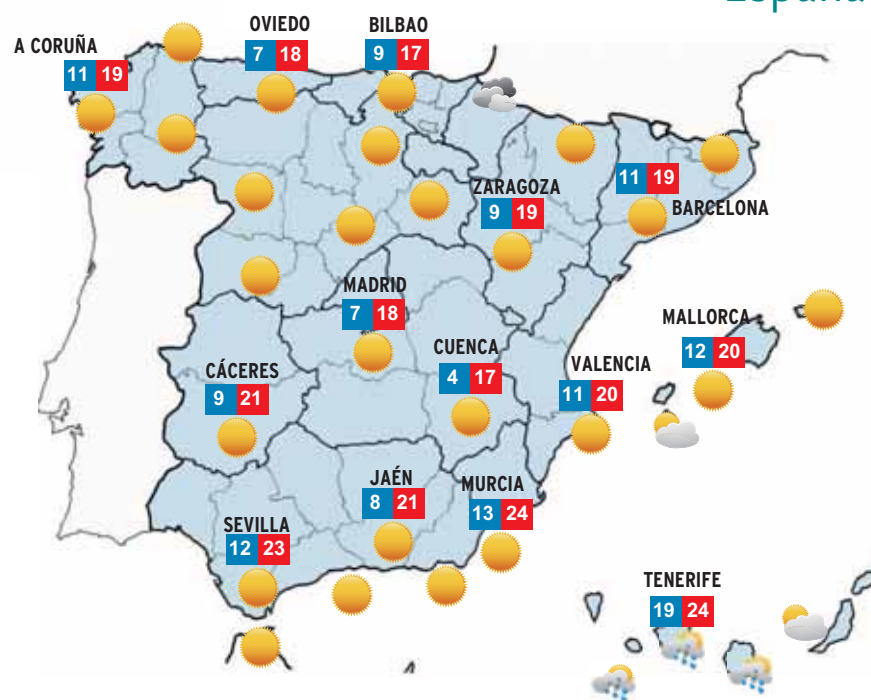 España
OVIEDO
7 18
BILBAO
9 17
A CORUÑA
11 19
ZARAGOZA
9 19
11 19
BARCELONA
MADRID
7 18
MALLORCA
12 20
CUENCA
4 17
VALENCIA
11 20
CÁCERES
9 21
JAÉN
8 21
MURCIA
13 24
SEVILLA
12 23
TENERIFE
19 24